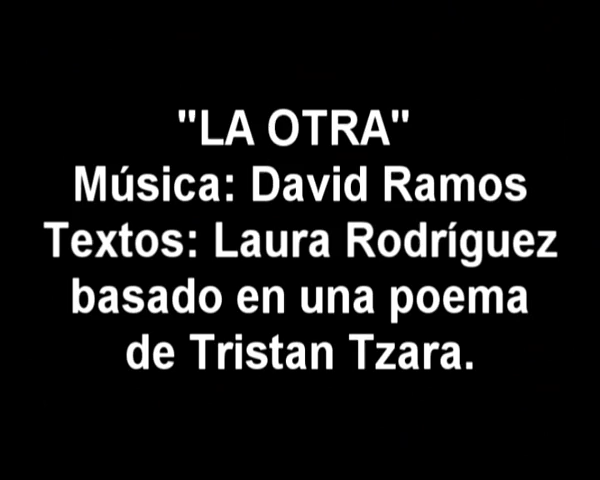 "LA OTRA"
Música: David Ramos
Textos: Laura Rodríguez
basado en una poema
de Tristan Tzara.